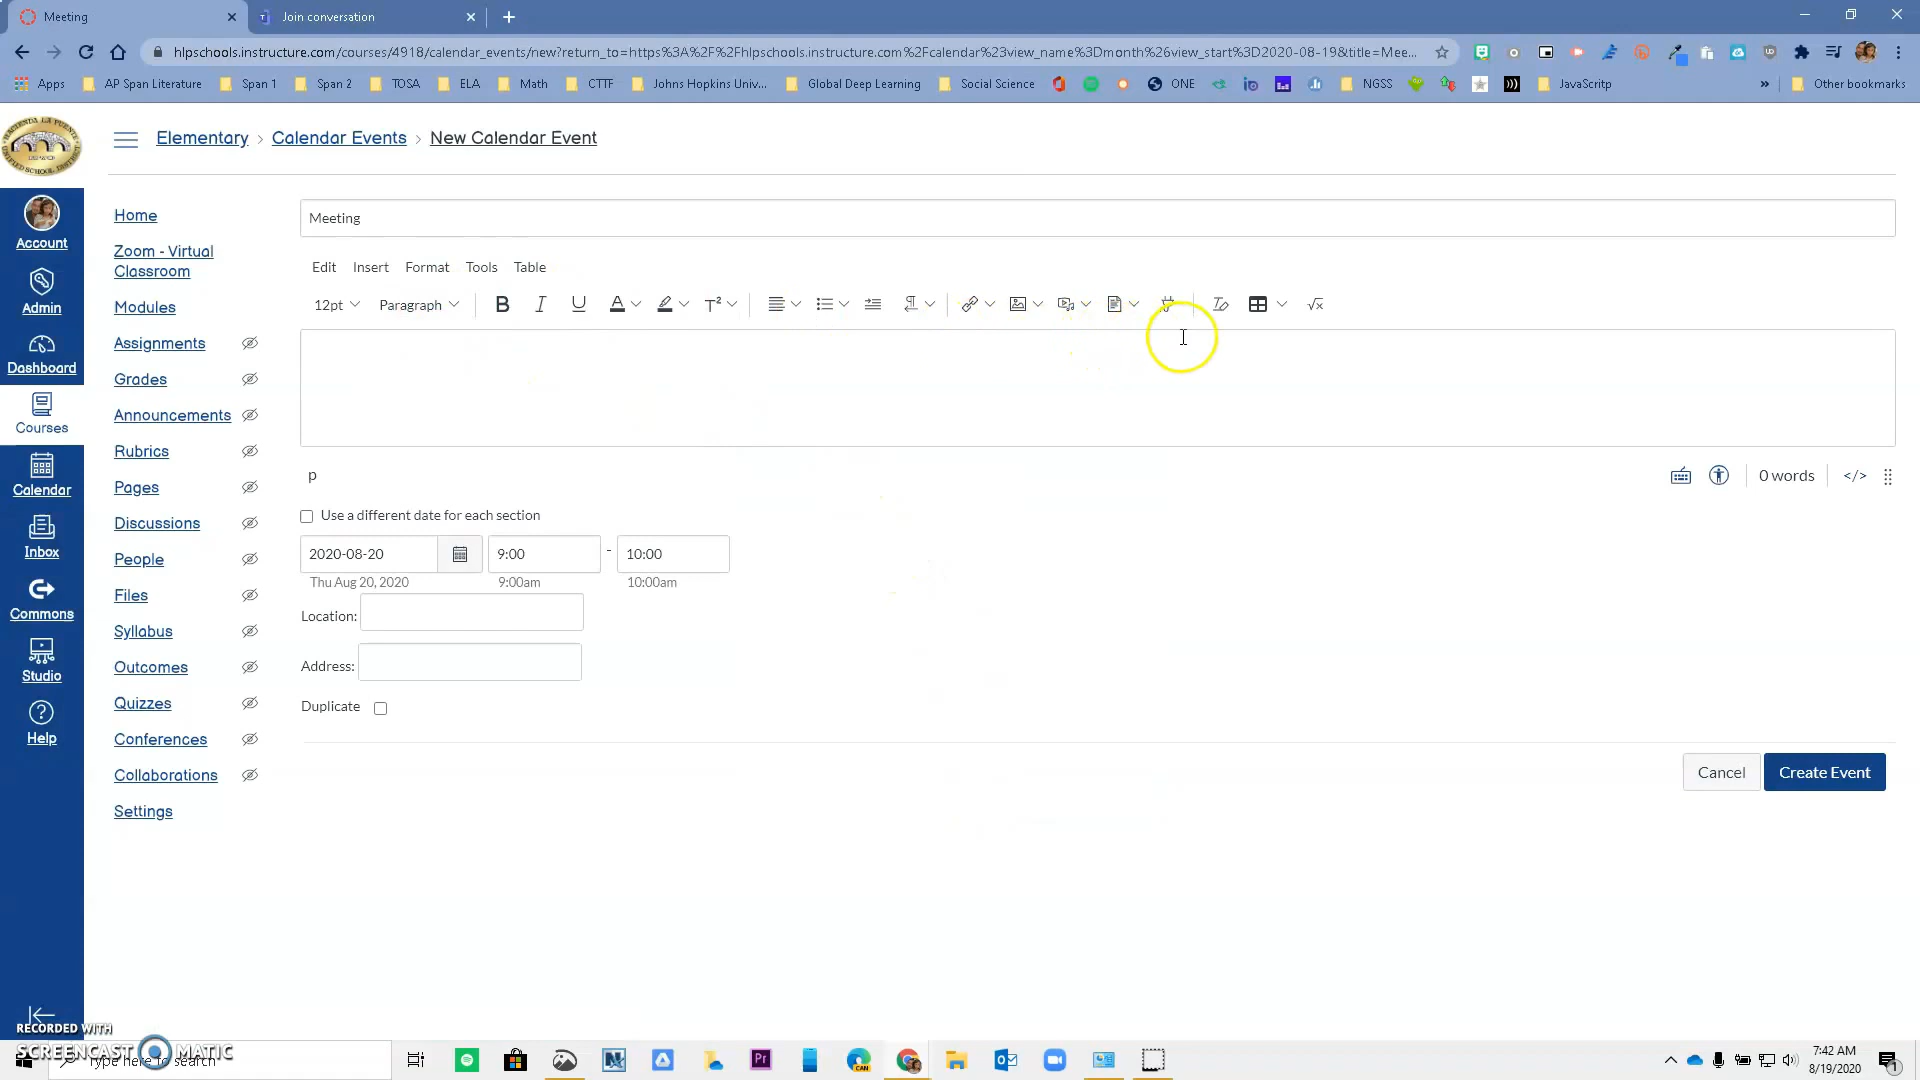 Meeting
Join conversation
hlpschools.instructure.com/courses/4918/calendar_events/new?return_to=https%3A%2F%2Fhlpschools.instructure.com%2Fcalendar%23view_name%3Dmonth%26view_start%3D2020-08-19&title=Mee...
Apps AP Span Literature Span 1 Span 2 TOSA ELA Math CTTF Johns Hopkins Univ... Global Deep Learning Social Science ONE NGSS JavaScritp » Other bookmarks
Elementary > Calendar Events > New Calendar Event
Account
Admin
Dashboard
Courses
Calendar
Inbox
Commons
Studio
Help
Home
Zoom - Virtual
Classroom
Modules
Assignments
Grades
Announcements
Rubrics
Pages
Discussions
People
Files
Syllabus
Outcomes
Quizzes
Conferences
Collaborations
Settings
Meeting
Edit Insert Format Tools Table
12pt Paragraph B I U A T²
p
0 words </>
Use a different date for each section
2020-08-20 9:00 - 10:00
Thu Aug 20, 2020 9:00am 10:00am
Location:
Address:
Duplicate
Cancel Create Event
RECORDED WITH
SCREENCAST MATIC
Type here to search
7:42 AM
8/19/2020